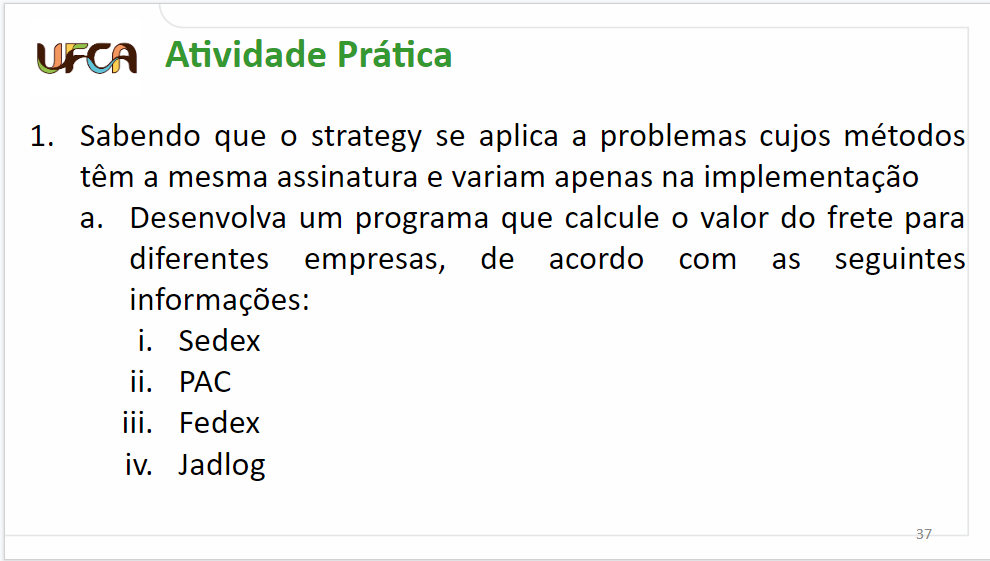 UFCA Atividade Prática
1. Sabendo que o strategy se aplica a problemas cujos métodos
têm a mesma assinatura e variam apenas na implementação
a. Desenvolva um programa que calcule o valor do frete para
diferentes empresas, de acordo com as seguintes
informações:
i. Sedex
ii. PAC
iii. Fedex
iv. Jadlog
37